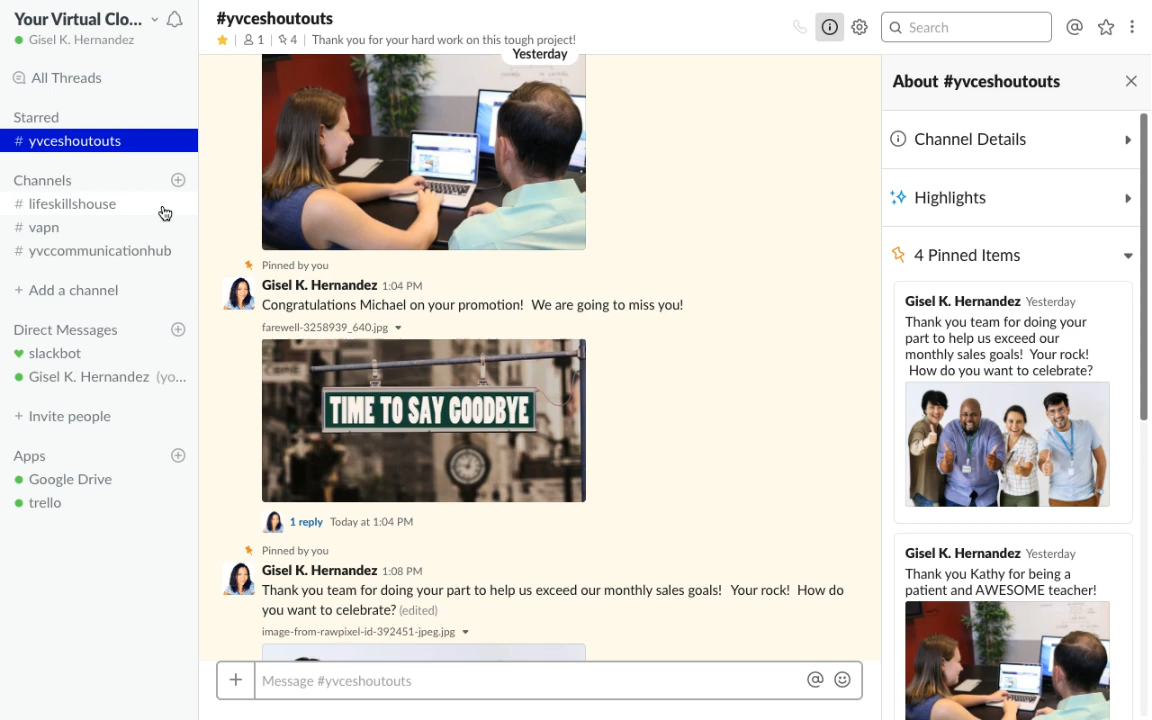 Your Virtual Clo...
Gisel K. Hernandez
All Threads
Starred
# yvceshoutouts
Channels
# lifeskillshouse
# vapn
# yvccommunicationhub
+ Add a channel
Direct Messages
slackbot
Gisel K. Hernandez (yo...
+ Invite people
Apps
Google Drive
trello
#yvceshoutouts
1 | 4 | Thank you for your hard work on this tough project!
Search
Yesterday
Pinned by you
Gisel K. Hernandez 1:04 PM
Congratulations Michael on your promotion! We are going to miss you!
farewell-3258939_640.jpg
TIME TO SAY GOODBYE
1 reply Today at 1:04 PM
Pinned by you
Gisel K. Hernandez 1:08 PM
Thank you team for doing your part to help us exceed our monthly sales goals! Your rock! How do
you want to celebrate? (edited)
image-from-rawpixel-id-392451-jpeg.jpg
Message #yvceshoutouts
About #yvceshoutouts
Channel Details
Highlights
4 Pinned Items
Gisel K. Hernandez Yesterday
Thank you team for doing your
part to help us exceed our
monthly sales goals! Your rock!
How do you want to celebrate?
Gisel K. Hernandez Yesterday
Thank you Kathy for being a
patient and AWESOME teacher!